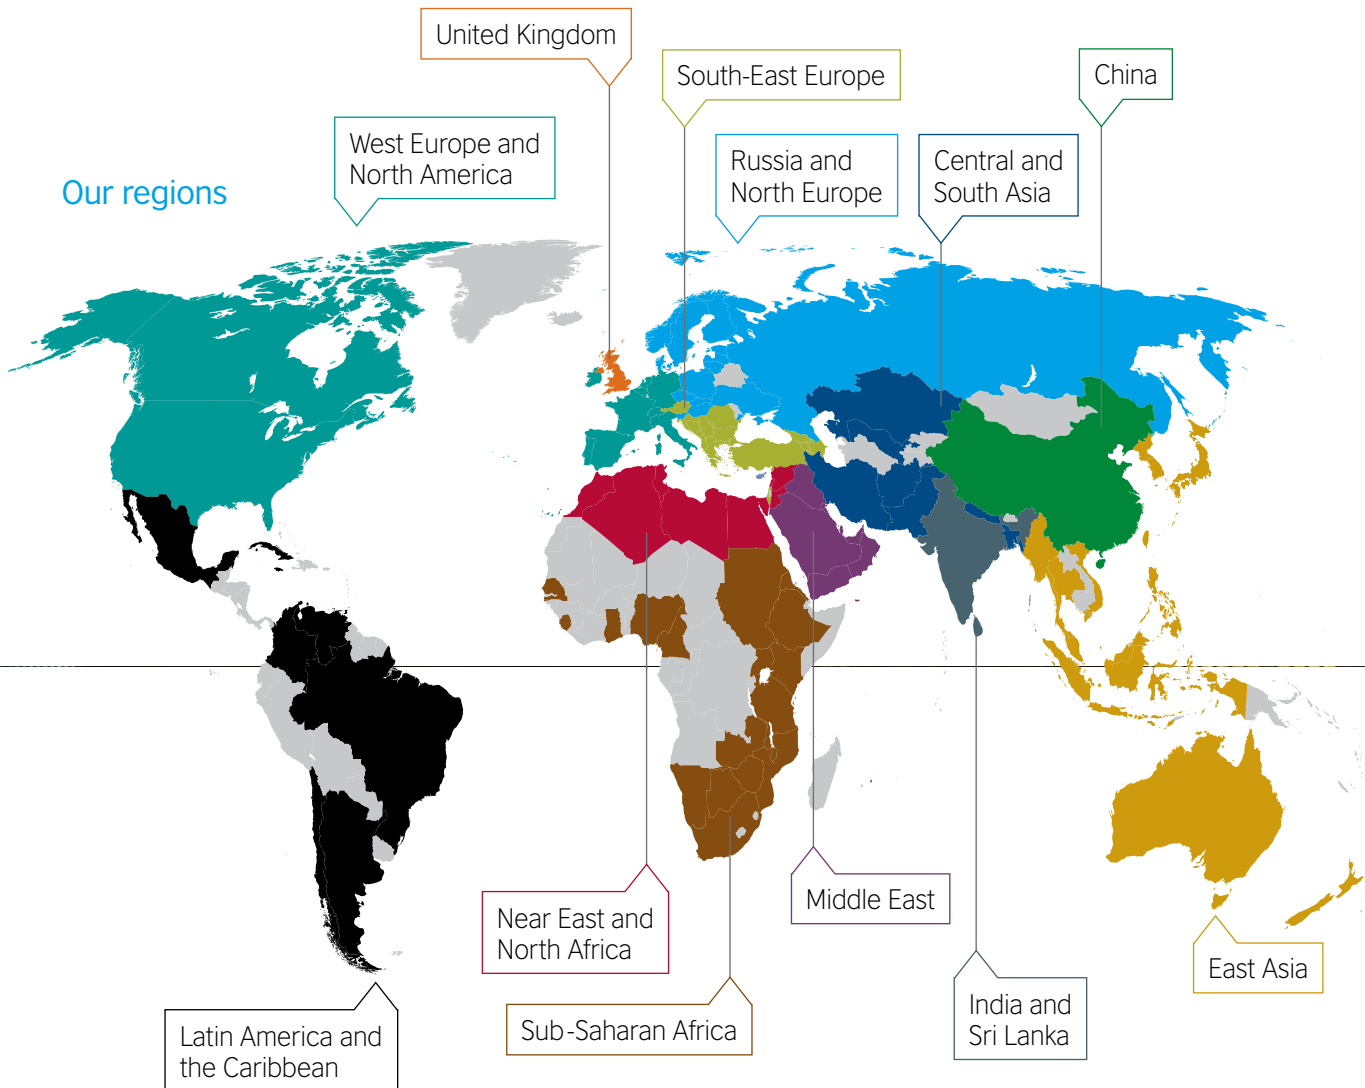 United Kingdom
South-East Europe
China
West Europe and
North America
Russia and
North Europe
Central and
South Asia
Our regions
Near East and
North Africa
Middle East
East Asia
India and
Sri Lanka
Sub-Saharan Africa
Latin America and
the Caribbean